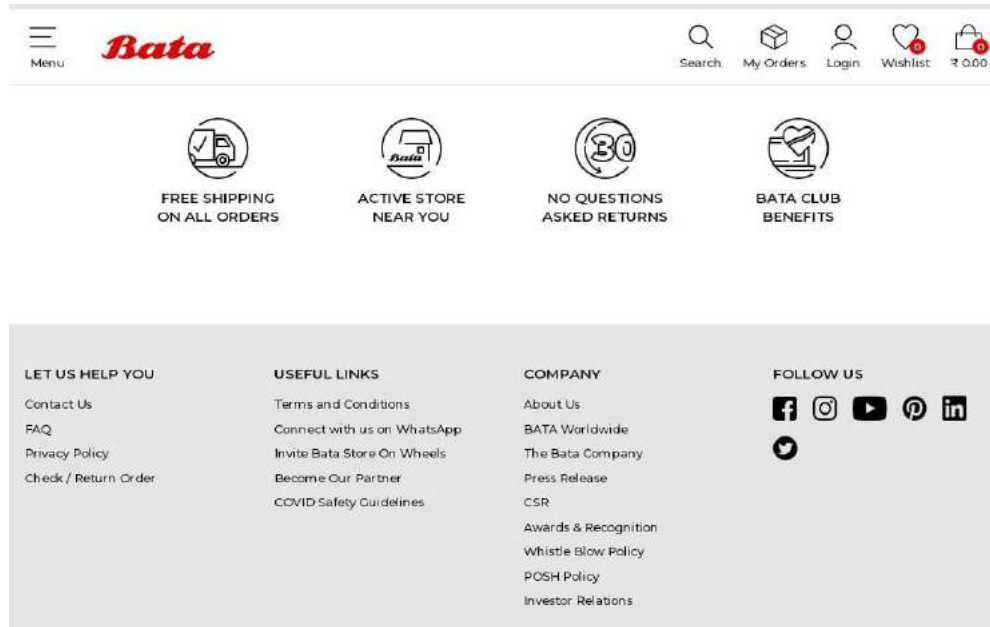 Menu
Bata
Search
My Orders
Login
0
Wishlist
0
₹ 0.00
Bata
30
FREE SHIPPING
ON ALL ORDERS
ACTIVE STORE
NEAR YOU
NO QUESTIONS
ASKED RETURNS
BATA CLUB
BENEFITS
LET US HELP YOU
Contact Us
FAQ
Privacy Policy
Check / Return Order
USEFUL LINKS
Terms and Conditions
Connect with us on WhatsApp
Invite Bata Store On Wheels
Become Our Partner
COVID Safety Guidelines
COMPANY
About Us
BATA Worldwide
The Bata Company
Press Release
CSR
Awards & Recognition
Whistle Blow Policy
POSH Policy
Investor Relations
FOLLOW US